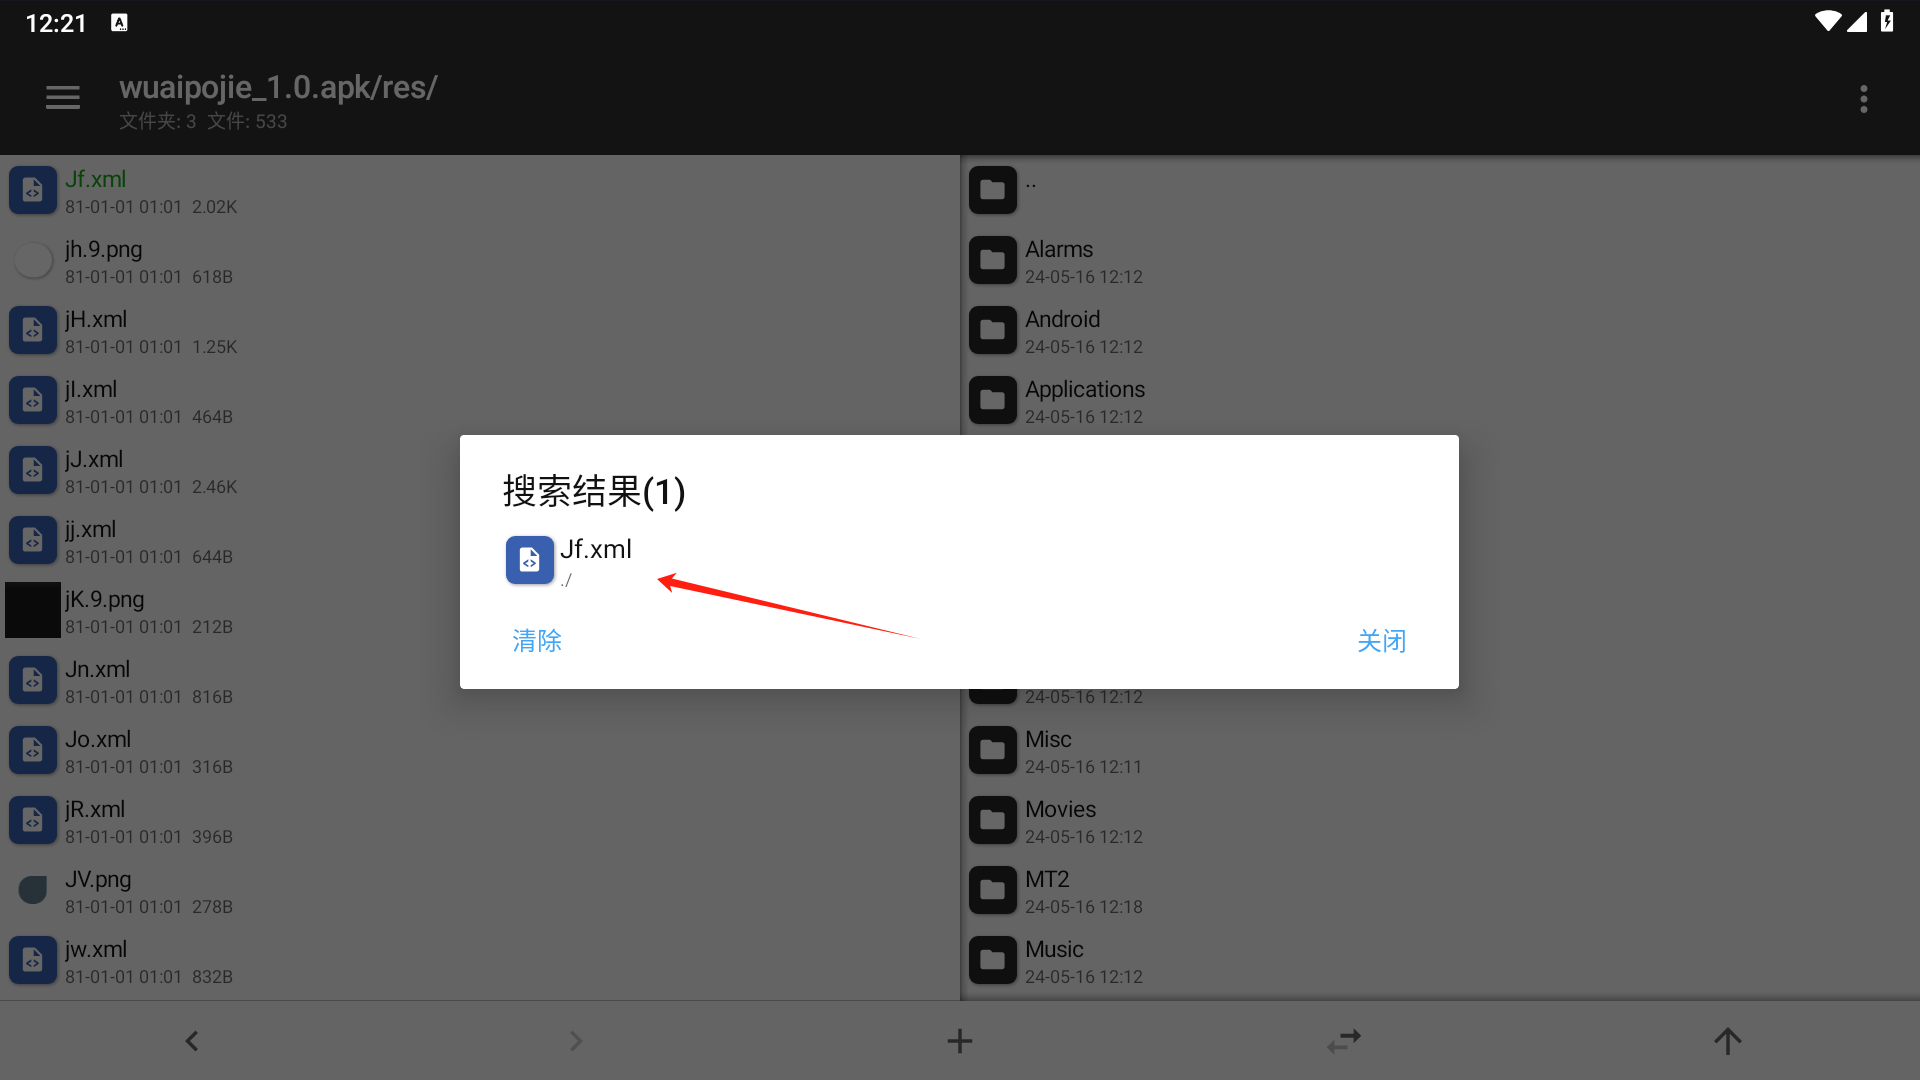 12:21
wuaipojie_1.0.apk/res/
文件夹: 3 文件: 533
Jf.xml
81-01-01 01:01 2.02K
jh.9.png
81-01-01 01:01 618B
jH.xml
81-01-01 01:01 1.25K
jI.xml
81-01-01 01:01 464B
jJ.xml
81-01-01 01:01 2.46K
jj.xml
81-01-01 01:01 644B
jK.9.png
81-01-01 01:01 212B
Jn.xml
81-01-01 01:01 816B
Jo.xml
81-01-01 01:01 316B
jR.xml
81-01-01 01:01 396B
JV.png
81-01-01 01:01 278B
jw.xml
81-01-01 01:01 832B
..
Alarms
24-05-16 12:12
Android
24-05-16 12:12
Applications
24-05-16 12:12
24-05-16 12:12
Misc
24-05-16 12:11
Movies
24-05-16 12:12
MT2
24-05-16 12:18
Music
24-05-16 12:12
搜索结果(1)
Jf.xml
./
清除
关闭